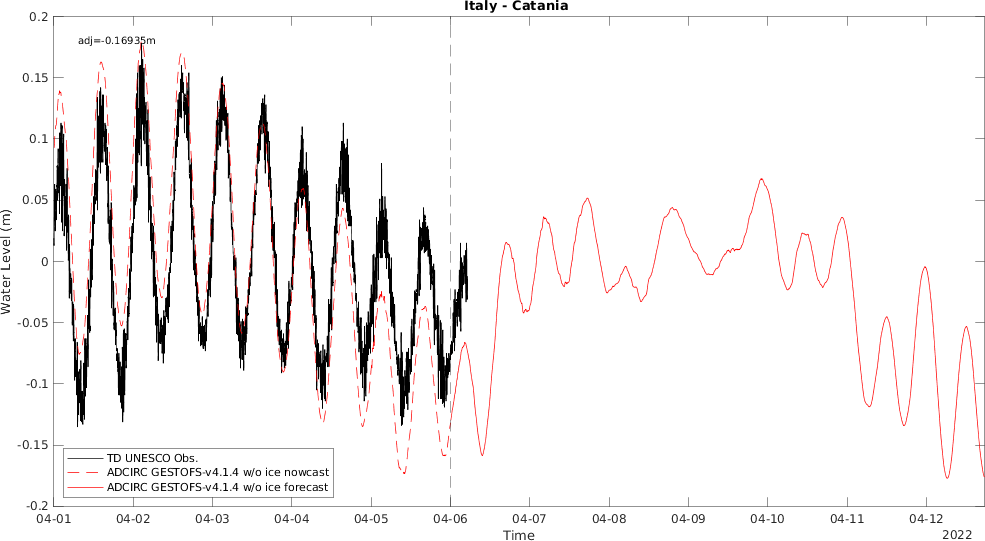 Italy - Catania
adj=-0.16935m
Water Level (m)
0.2
0.15
0.1
0.05
0
-0.05
-0.1
-0.15
-0.2
TD UNESCO Obs.
ADCIRC GESTOFS-v4.1.4 w/o ice nowcast
ADCIRC GESTOFS-v4.1.4 w/o ice forecast
04-01 04-02 04-03 04-04 04-05 04-06 04-07 04-08 04-09 04-10 04-11 04-12
Time
2022